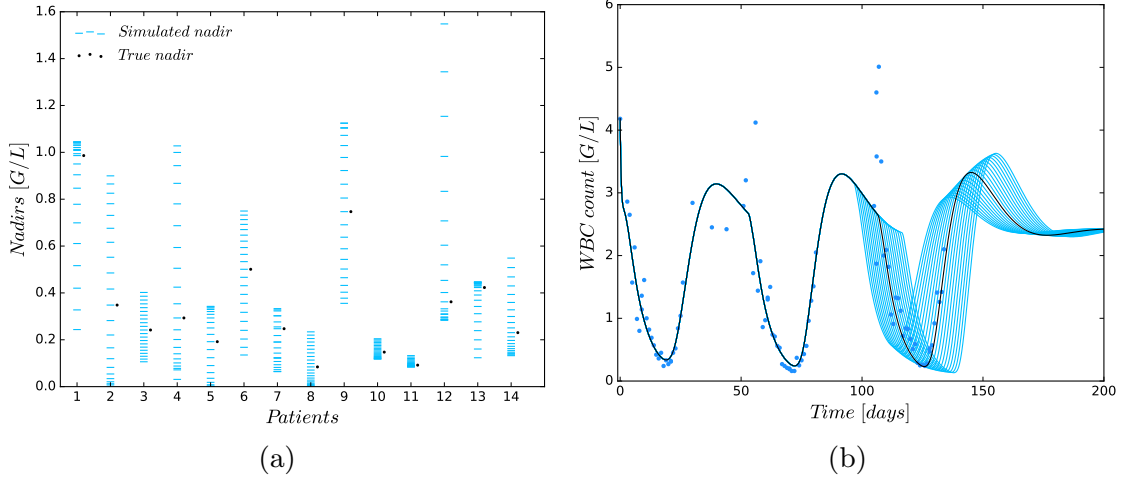 1.6
1.4
1.2
1.0
0.8
0.6
0.4
0.2
0.0
Nadirs [G/L]
Simulated nadir
True nadir
1 2 3 4 5 6 7 8 9 10 11 12 13 14
Patients
(a)
6
5
4
3
2
1
0
WBC count [G/L]
0 50 100 150 200
Time [days]
(b)